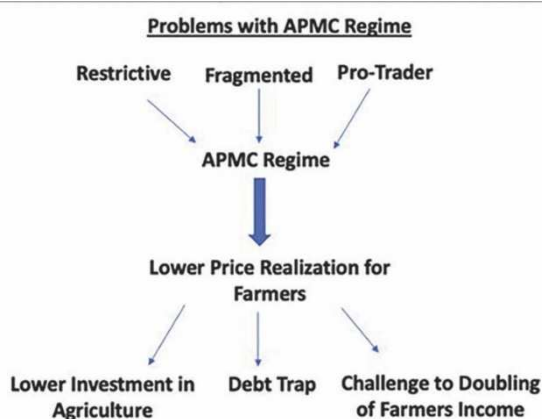 Problems with APMC Regime
Restrictive Fragmented Pro-Trader
APMC Regime
Lower Price Realization for
Farmers
Lower Investment in Debt Trap Challenge to Doubling
Agriculture of Farmers Income